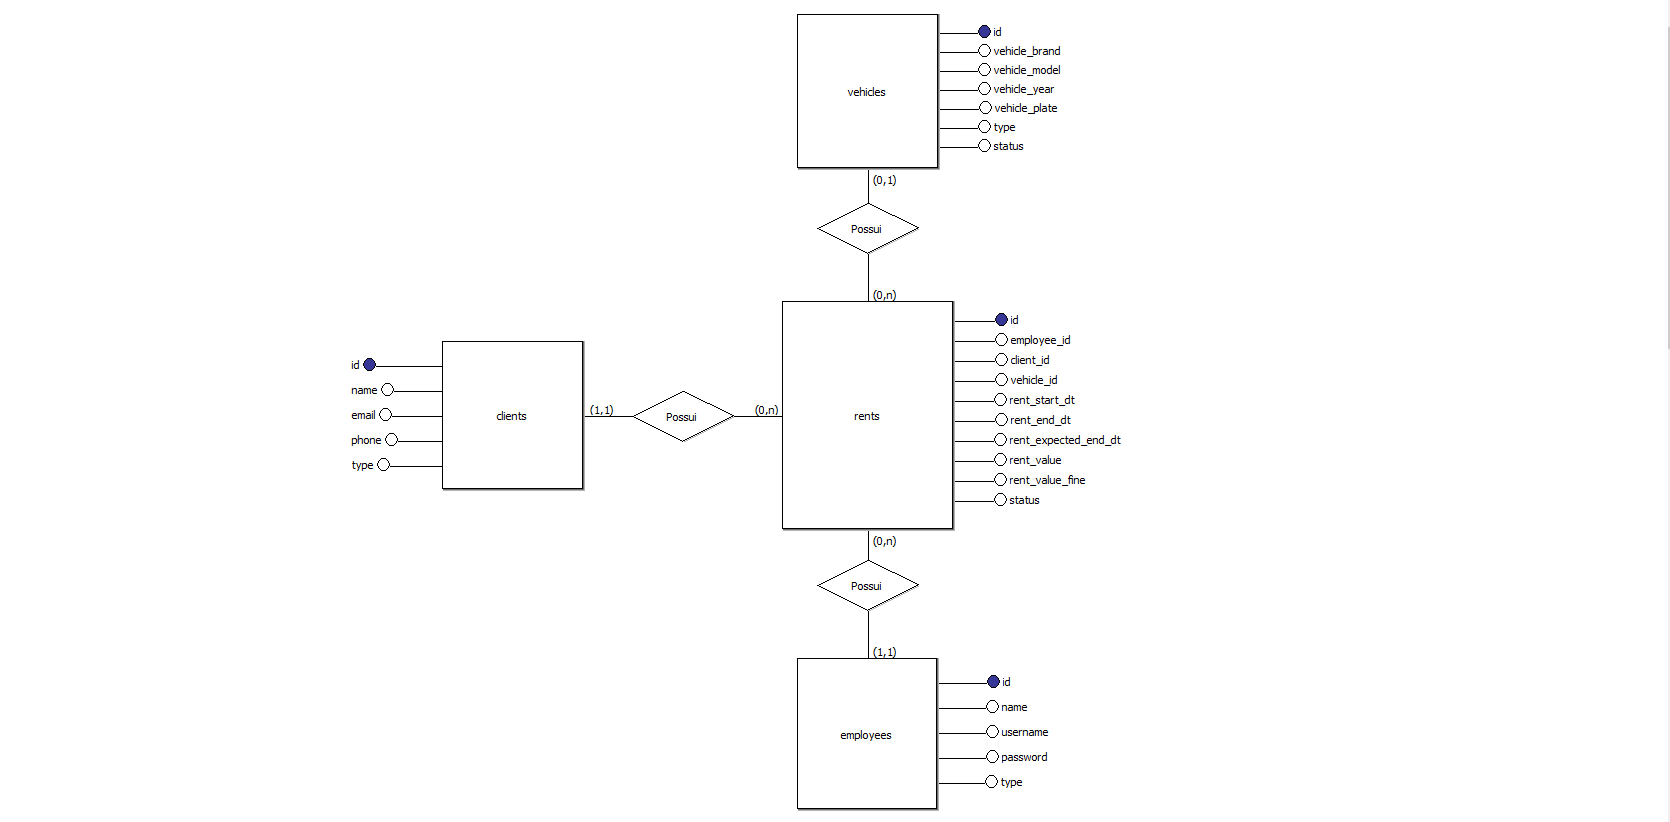 vehicles
id
vehicle_brand
vehicle_model
vehicle_year
vehicle_plate
type
status
(0,1)
Possui
(0,n)
id
name
email
phone
type
clients
(1,1)
Possui
(0,n)
rents
id
employee_id
client_id
vehicle_id
rent_start_dt
rent_end_dt
rent_expected_end_dt
rent_value
rent_value_fine
status
(0,n)
Possui
(1,1)
employees
id
name
username
password
type